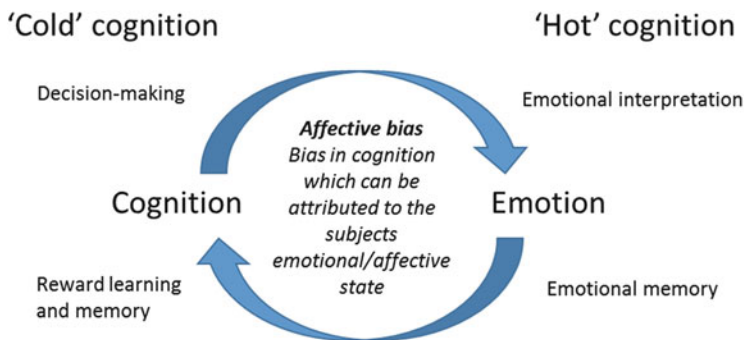 ‘Cold’ cognition
‘Hot’ cognition
Decision-making
Emotional interpretation
Affective bias
Bias in cognition
which can be
attributed to the
subjects
emotional/affective
state
Cognition
Emotion
Reward learning
and memory
Emotional memory